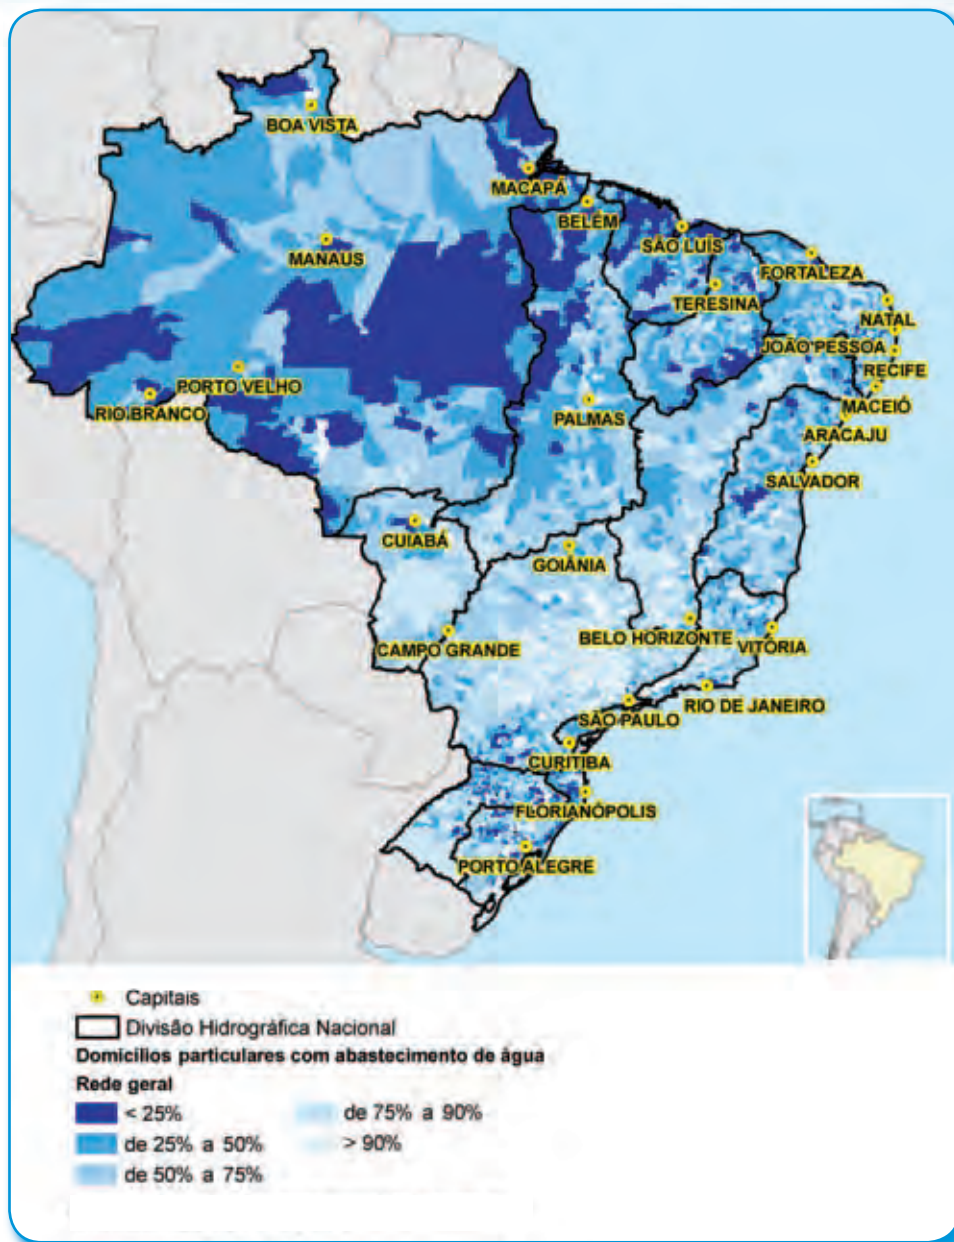 BOA VISTA
MACAPÁ
BELÉM
SÃO LUÍS
MANAUS
FORTALEZA
TERESINA
NATAL
JOÃO PESSOA
RECIFE
PORTO VELHO
RIO BRANCO
PALMAS
MACEIÓ
ARACAJU
SALVADOR
CUIABÁ
GOIÂNIA
BELO HORIZONTE
VITÓRIA
CAMPO GRANDE
RIO DE JANEIRO
SÃO PAULO
CURITIBA
FLORIANÓPOLIS
PORTO ALEGRE
Capitais
Divisão Hidrográfica Nacional
Domicílios particulares com abastecimento de água
Rede geral
< 25%
de 25% a 50%
de 50% a 75%
de 75% a 90%
> 90%